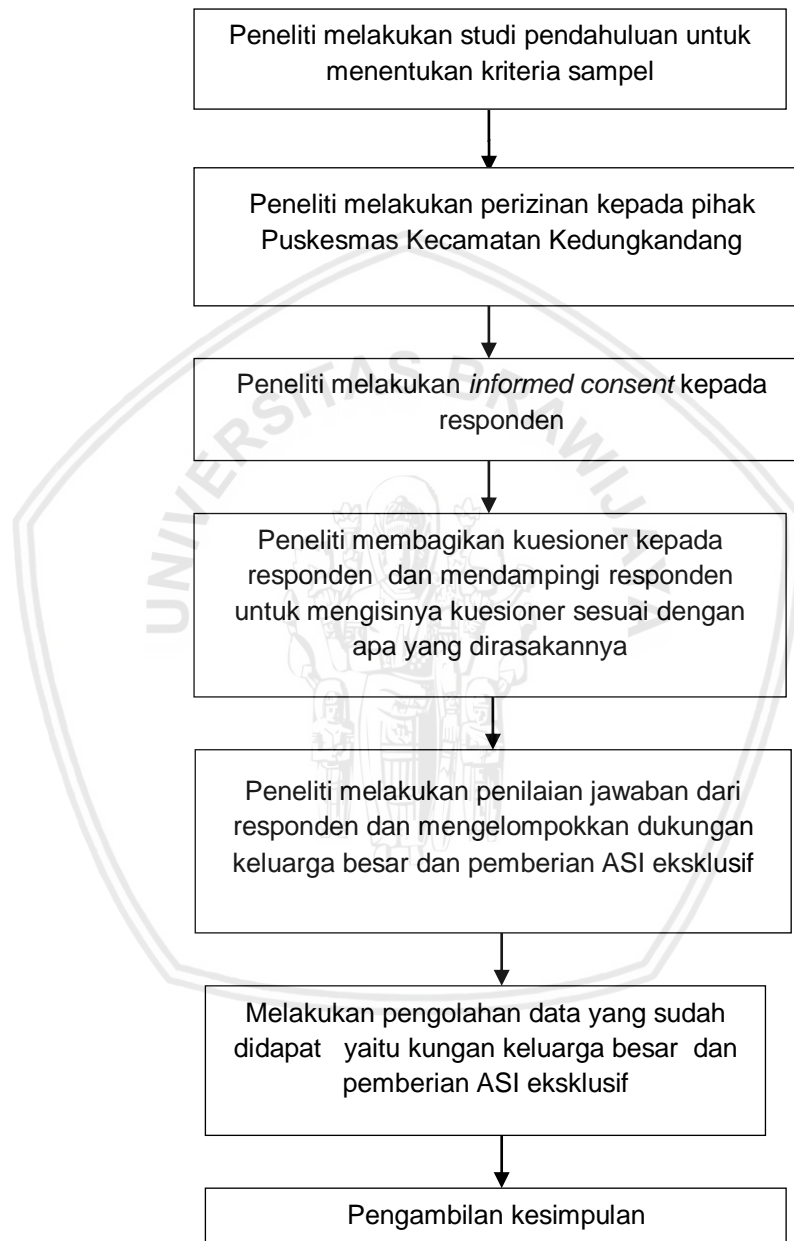 Peneliti melakukan studi pendahuluan untuk
menentukan kriteria sampel
Peneliti melakukan perizinan kepada pihak
Puskesmas Kecamatan Kedungkandang
Peneliti melakukan informed consent kepada
responden
Peneliti membagikan kuesioner kepada
responden dan mendampingi responden
untuk mengisinya kuesioner sesuai dengan
apa yang dirasakannya
Peneliti melakukan penilaian jawaban dari
responden dan mengelompokkan dukungan
keluarga besar dan pemberian ASI eksklusif
Melakukan pengolahan data yang sudah
didapat yaitu kungan keluarga besar dan
pemberian ASI eksklusif
Pengambilan kesimpulan
UNIVERSITAS BRAWIJAYA